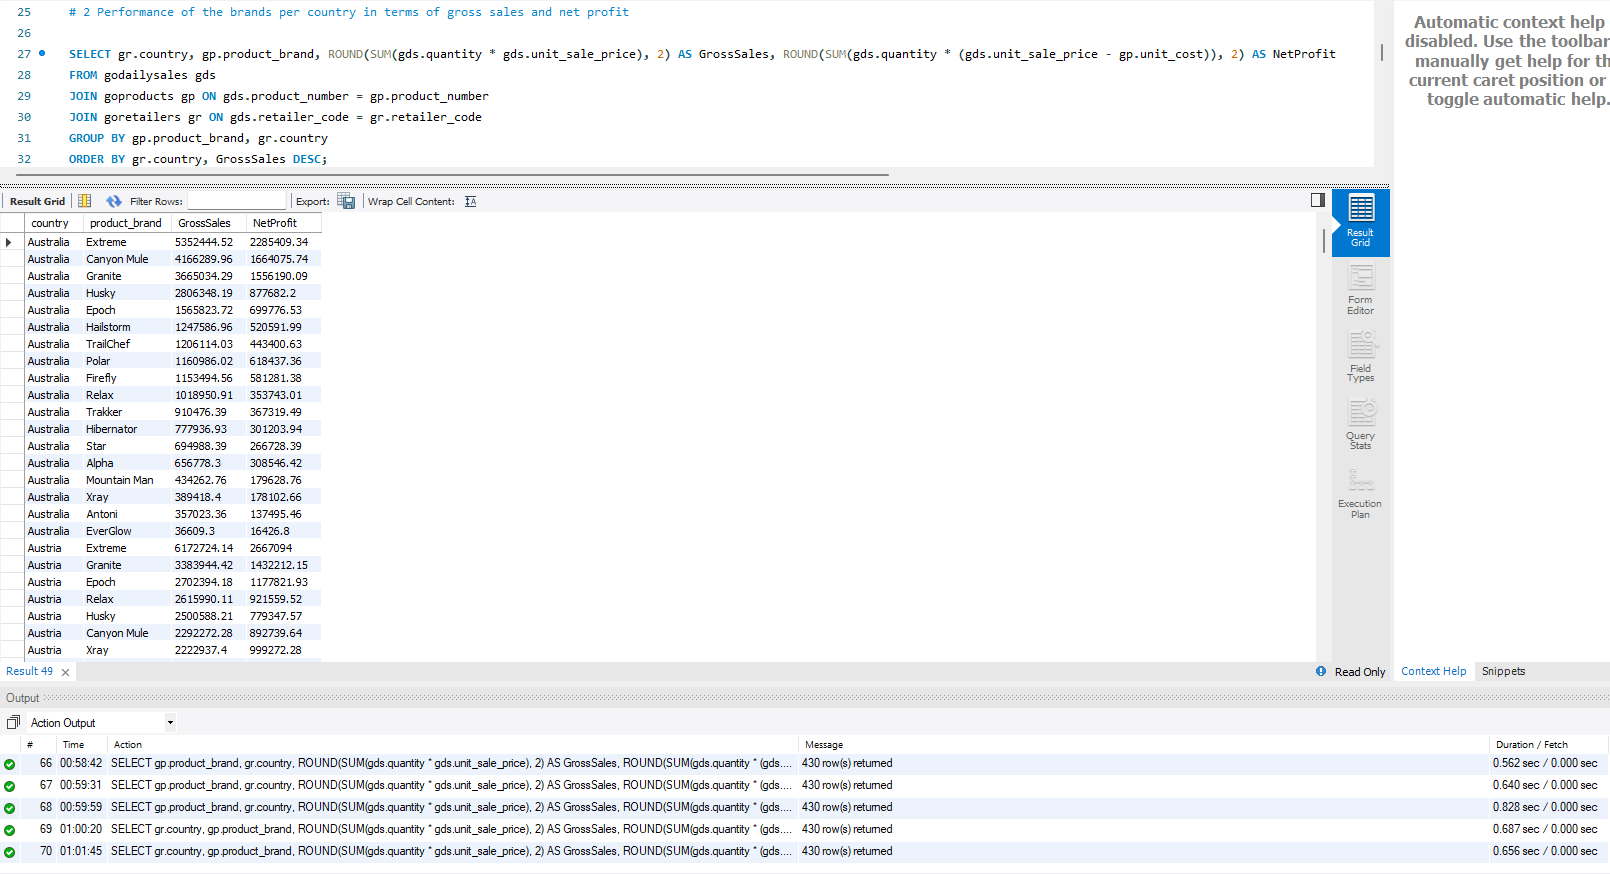 25 # 2 Performance of the brands per country in terms of gross sales and net profit
26
27 SELECT gr.country, gp.product_brand, ROUND(SUM(gds.quantity * gds.unit_sale_price), 2) AS GrossSales, ROUND(SUM(gds.quantity * (gds.unit_sale_price - gp.unit_cost)), 2) AS NetProfit
28 FROM godailysales gds
29 JOIN goproducts gp ON gds.product_number = gp.product_number
30 JOIN goretailers gr ON gds.retailer_code = gr.retailer_code
31 GROUP BY gp.product_brand, gr.country
32 ORDER BY gr.country, GrossSales DESC;
Automatic context help
disabled. Use the toolbar
manually get help for th
current caret position or
toggle automatic help.
Result Grid Filter Rows: Export: Wrap Cell Content:
country product_brand GrossSales NetProfit
Australia Extreme 5352444.52 2285409.34
Australia Canyon Mule 4166289.96 1664075.74
Australia Granite 3665034.29 1556190.09
Australia Husky 2806348.19 877682.2
Australia Epoch 1565823.72 699776.53
Australia Hailstorm 1247586.96 520591.99
Australia TrailChef 1206114.03 443400.63
Australia Polar 1160986.02 618437.36
Australia Firefly 1153494.56 581281.38
Australia Relax 1018950.91 353743.01
Australia Trakker 910476.39 367319.49
Australia Hibernator 777936.93 301203.94
Australia Star 694988.39 266728.39
Australia Alpha 656778.3 308546.42
Australia Mountain Man 434262.76 179628.76
Australia Xray 389418.4 178102.66
Australia Antoni 357023.36 137495.46
Australia EverGlow 36609.3 16426.8
Austria Extreme 6172724.14 2667094
Austria Granite 3383944.42 1432212.15
Austria Epoch 2702394.18 1177821.93
Austria Relax 2615990.11 921559.52
Austria Husky 2500588.21 779347.57
Austria Canyon Mule 2292272.28 892739.64
Austria Xray 2222937.4 999272.28
Result
Grid
Form
Editor
Field
Types
Query
Stats
Execution
Plan
Result 49
Read Only
Context Help Snippets
Output
Action Output
# Time Action Message Duration / Fetch
66 00:58:42 SELECT gp.product_brand, gr.country, ROUND(SUM(gds.quantity * gds.unit_sale_price), 2) AS GrossSales, ROUND(SUM(gds.quantity * (gds.... 430 row(s) returned 0.562 sec / 0.000 sec
67 00:59:31 SELECT gp.product_brand, gr.country, ROUND(SUM(gds.quantity * gds.unit_sale_price), 2) AS GrossSales, ROUND(SUM(gds.quantity * (gds.... 430 row(s) returned 0.640 sec / 0.000 sec
68 00:59:59 SELECT gp.product_brand, gr.country, ROUND(SUM(gds.quantity * gds.unit_sale_price), 2) AS GrossSales, ROUND(SUM(gds.quantity * (gds.... 430 row(s) returned 0.828 sec / 0.000 sec
69 01:00:20 SELECT gr.country, gp.product_brand, ROUND(SUM(gds.quantity * gds.unit_sale_price), 2) AS GrossSales, ROUND(SUM(gds.quantity * (gds.... 430 row(s) returned 0.687 sec / 0.000 sec
70 01:01:45 SELECT gr.country, gp.product_brand, ROUND(SUM(gds.quantity * gds.unit_sale_price), 2) AS GrossSales, ROUND(SUM(gds.quantity * (gds.... 430 row(s) returned 0.656 sec / 0.000 sec